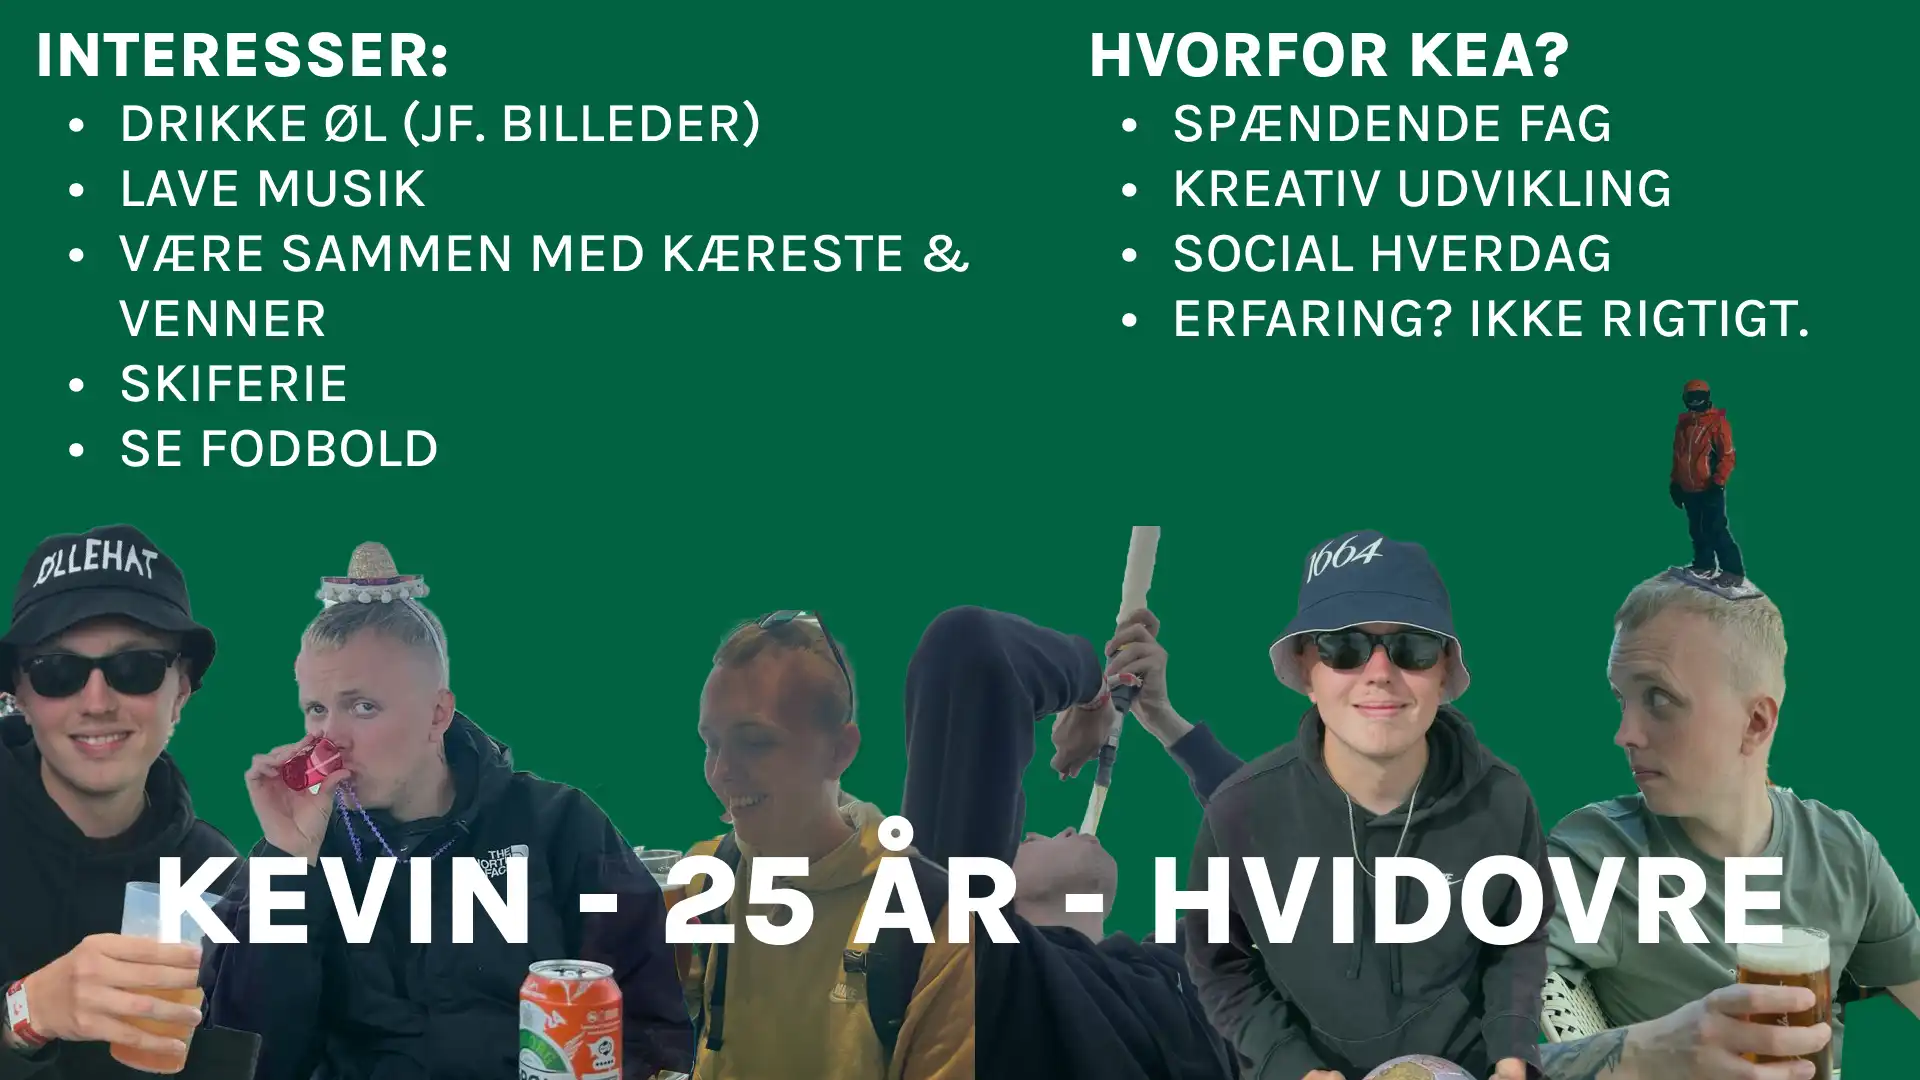 INTERESSER:
• DRIKKE ØL (JF. BILLEDER)
• LAVE MUSIK
• VÆRE SAMMEN MED KÆRESTE &
VENNER
• SKIFERIE
• SE FODBOLD
HVORFOR KEA?
• SPÆNDENDE FAG
• KREATIV UDVIKLING
• SOCIAL HVERDAG
• ERFARING? IKKE RIGTIGT.
ØLLEHAT
1664
THE
KEVIN - 25 ÅR - HVIDOVRE